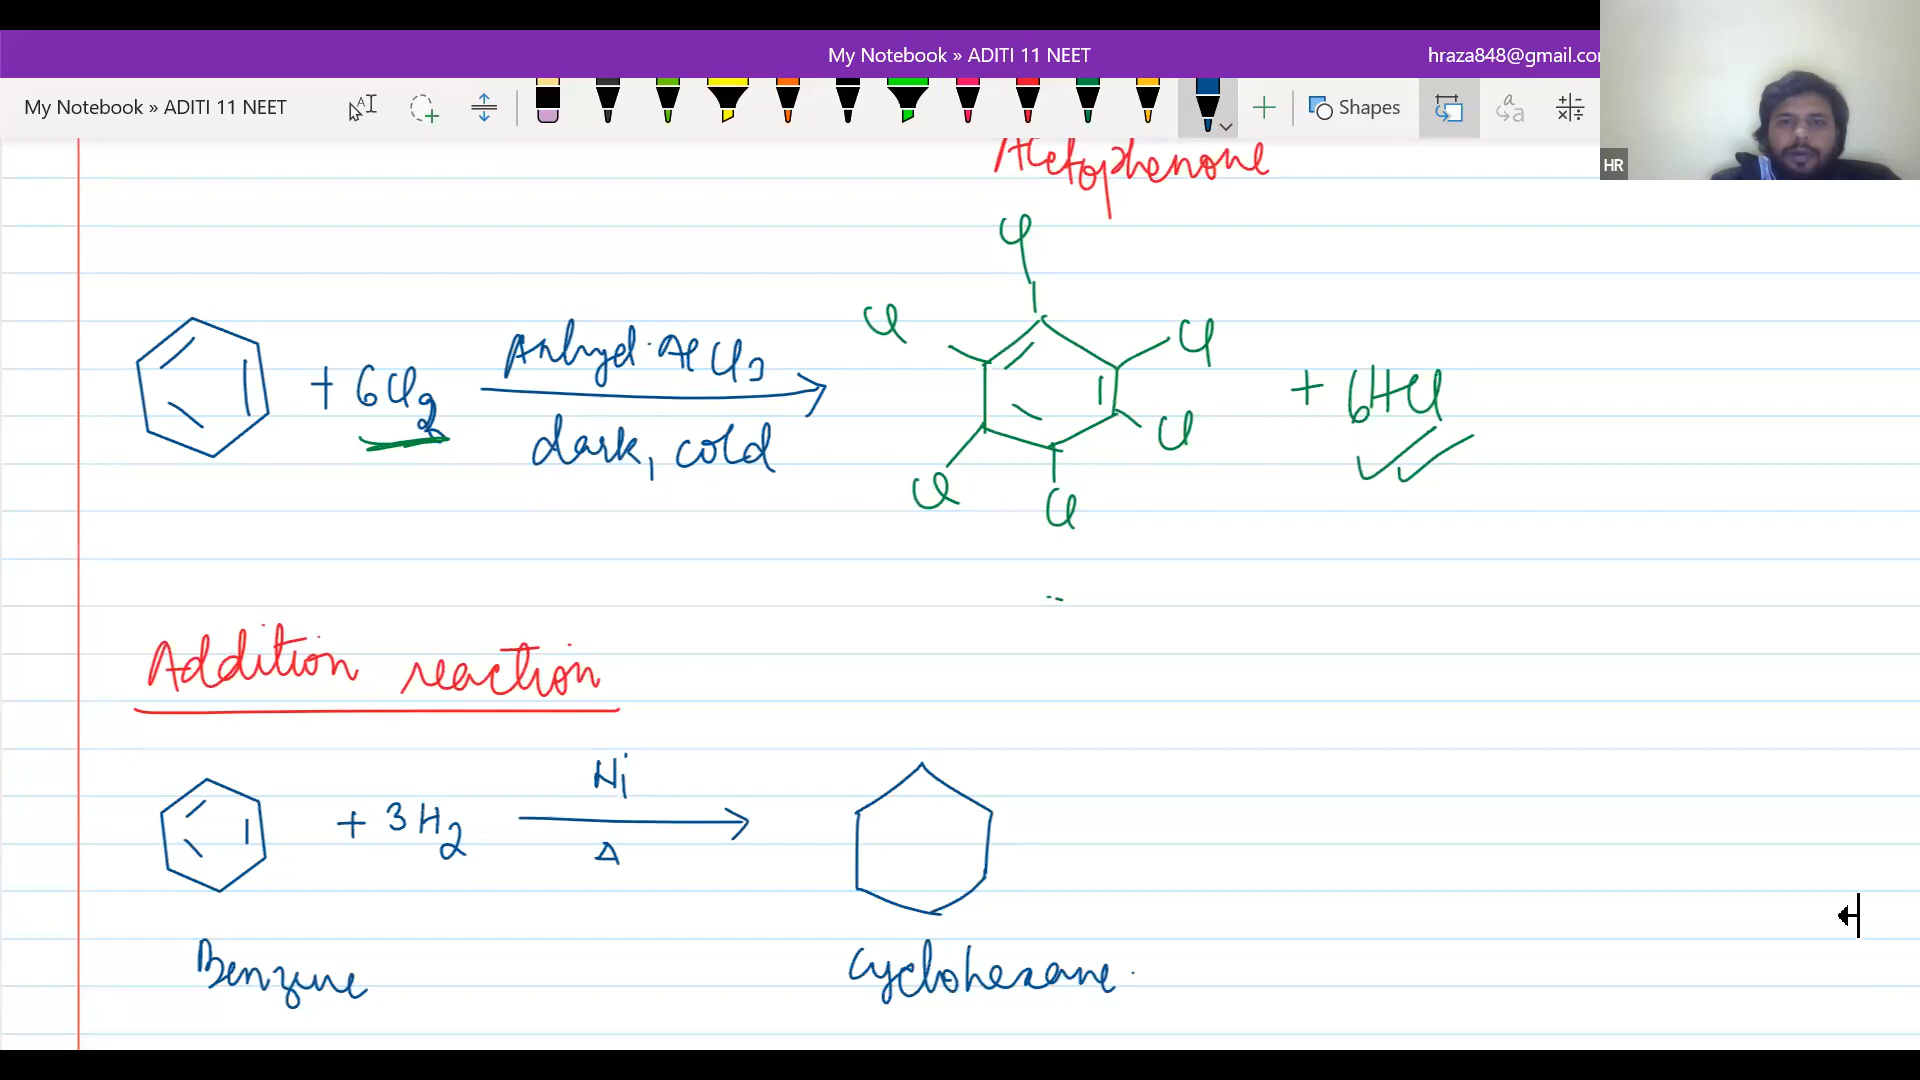 My Notebook » ADITI 11 NEET
hraza848@gmail.co
My Notebook » ADITI 11 NEET
Shapes
HR
Acetophenone
+ 6Cl2
Anhyd. AlCl3
dark, cold
Cl
Cl
Cl
Cl
Cl
Cl
+ 6HCl
Addition reaction
+ 3H2
Ni
Δ
Benzene
Cyclohexane